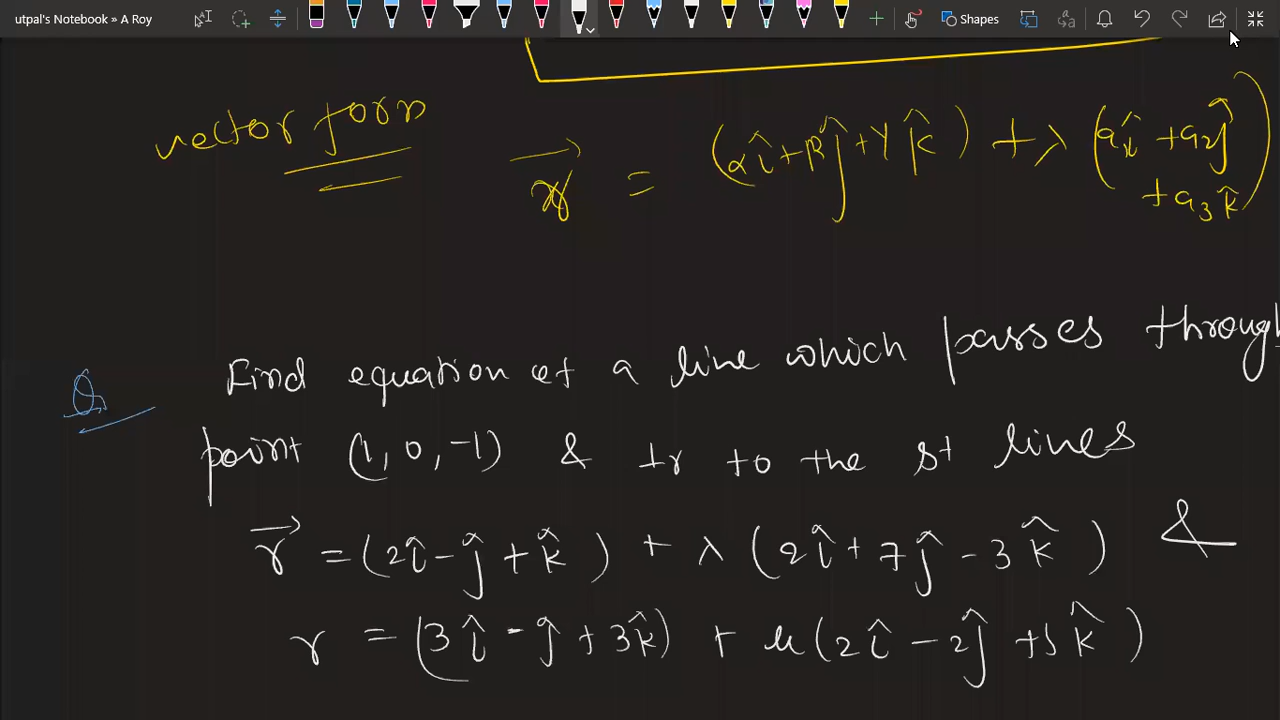 utpal's Notebook » A Roy
Shapes
vector form r⃗ = (αî + βĵ + γk̂) + λ (a₁î + a₂ĵ
+ a₃k̂)
Q Find equation of a line which passes through
point (1, 0, -1) & ⊥r to the st lines
r⃗ = (2î - ĵ + k̂) + λ (2î + 7ĵ - 3k̂) &
r = (3î - ĵ + 3k̂) + μ (2î - 2ĵ + 5k̂)